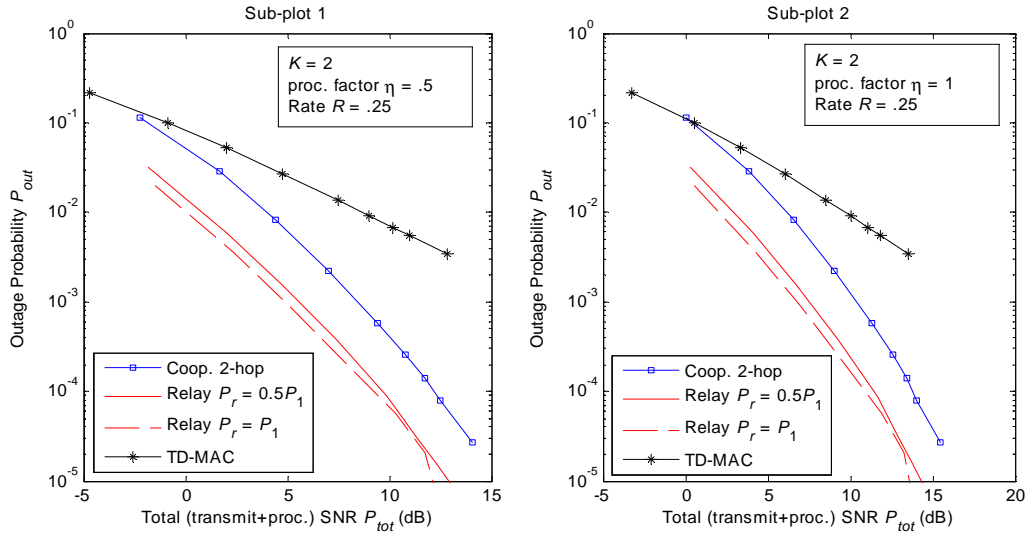 Sub-plot 1
10^0
10^-1
10^-2
10^-3
10^-4
10^-5
Outage Probability P_out
K = 2
proc. factor η = .5
Rate R = .25
Coop. 2-hop
Relay P_r = 0.5P_1
Relay P_r = P_1
TD-MAC
-5 0 5 10 15
Total (transmit+proc.) SNR P_tot (dB)
Sub-plot 2
10^0
10^-1
10^-2
10^-3
10^-4
10^-5
Outage Probability P_out
K = 2
proc. factor η = 1
Rate R = .25
Coop. 2-hop
Relay P_r = 0.5P_1
Relay P_r = P_1
TD-MAC
-5 0 5 10 15 20
Total (transmit+proc.) SNR P_tot (dB)